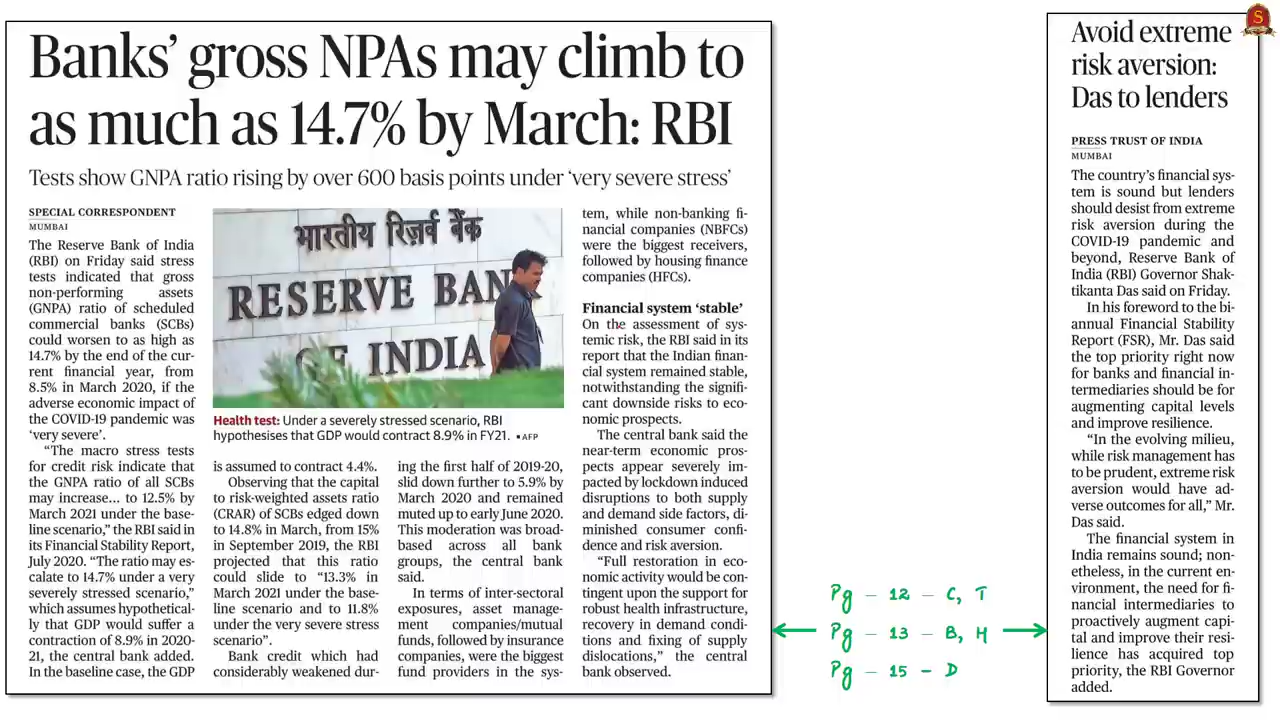 Banks’ gross NPAs may climb to
as much as 14.7% by March: RBI
Tests show GNPA ratio rising by over 600 basis points under ‘very severe stress’
SPECIAL CORRESPONDENT
MUMBAI
The Reserve Bank of India
(RBI) on Friday said stress
tests indicated that gross
non-performing assets
(GNPA) ratio of scheduled
commercial banks (SCBs)
could worsen to as high as
14.7% by the end of the cur-
rent financial year, from
8.5% in March 2020, if the
adverse economic impact of
the COVID-19 pandemic was
‘very severe’.
“The macro stress tests
for credit risk indicate that
the GNPA ratio of all SCBs
may increase... to 12.5% by
March 2021 under the base-
line scenario,” the RBI said in
its Financial Stability Report,
July 2020. “The ratio may es-
calate to 14.7% under a very
severely stressed scenario,”
which assumes hypothetical-
ly that GDP would suffer a
contraction of 8.9% in 2020-
21, the central bank added.
In the baseline case, the GDP
भारतीय रिज़र्व बैंक
RESERVE BAN
OF INDIA
Health test: Under a severely stressed scenario, RBI
hypothesises that GDP would contract 8.9% in FY21. ▪ AFP
is assumed to contract 4.4%.
Observing that the capital
to risk-weighted assets ratio
(CRAR) of SCBs edged down
to 14.8% in March, from 15%
in September 2019, the RBI
projected that this ratio
could slide to “13.3% in
March 2021 under the base-
line scenario and to 11.8%
under the very severe stress
scenario”.
Bank credit which had
considerably weakened dur-
ing the first half of 2019-20,
slid down further to 5.9% by
March 2020 and remained
muted up to early June 2020.
This moderation was broad-
based across all bank
groups, the central bank
said.
In terms of inter-sectoral
exposures, asset manage-
ment companies/mutual
funds, followed by insurance
companies, were the biggest
fund providers in the sys-
tem, while non-banking fi-
nancial companies (NBFCs)
were the biggest receivers,
followed by housing finance
companies (HFCs).
Financial system ‘stable’
On the assessment of sys-
temic risk, the RBI said in its
report that the Indian finan-
cial system remained stable,
notwithstanding the signifi-
cant downside risks to eco-
nomic prospects.
The central bank said the
near-term economic pros-
pects appear severely im-
pacted by lockdown induced
disruptions to both supply
and demand side factors, di-
minished consumer confi-
dence and risk aversion.
“Full restoration in eco-
nomic activity would be con-
tingent upon the support for
robust health infrastructure,
recovery in demand condi-
tions and fixing of supply
dislocations,” the central
bank observed.
Pg – 12 – C, T
Pg – 13 – B, H
Pg – 15 – D
Avoid extreme
risk aversion:
Das to lenders
PRESS TRUST OF INDIA
MUMBAI
The country’s financial sys-
tem is sound but lenders
should desist from extreme
risk aversion during the
COVID-19 pandemic and
beyond, Reserve Bank of
India (RBI) Governor Shak-
tikanta Das said on Friday.
In his foreword to the bi-
annual Financial Stability
Report (FSR), Mr. Das said
the top priority right now
for banks and financial in-
termediaries should be for
augmenting capital levels
and improve resilience.
“In the evolving milieu,
while risk management has
to be prudent, extreme risk
aversion would have ad-
verse outcomes for all,” Mr.
Das said.
The financial system in
India remains sound; non-
etheless, in the current en-
vironment, the need for fi-
nancial intermediaries to
proactively augment capi-
tal and improve their resi-
lience has acquired top
priority, the RBI Governor
added.
S